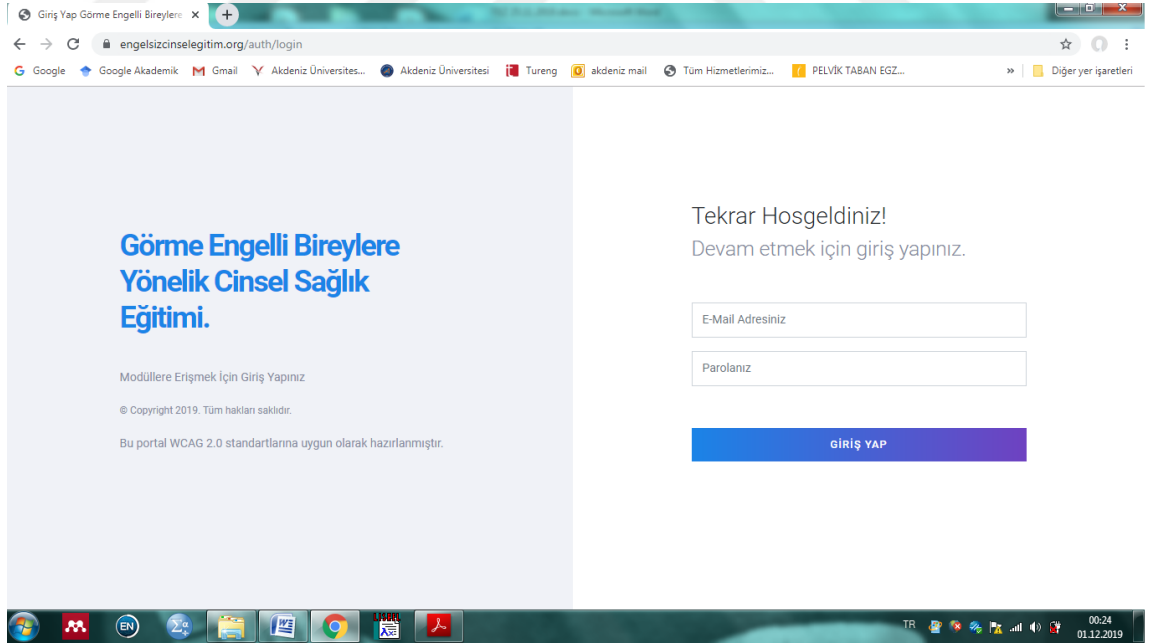 Giriş Yap Görme Engelli Bireylere
engelsizcinselegitim.org/auth/login
Google
Google Akademik
Gmail
Akdeniz Üniversites...
Akdeniz Üniversitesi
Tureng
akdeniz mail
Tüm Hizmetlerimiz...
PELVİK TABAN EGZ...
»
Diğer yer işaretleri
Görme Engelli Bireylere
Yönelik Cinsel Sağlık
Eğitimi.
Modüllere Erişmek İçin Giriş Yapınız
© Copyright 2019. Tüm hakları saklıdır.
Bu portal WCAG 2.0 standartlarına uygun olarak hazırlanmıştır.
Tekrar Hosgeldiniz!
Devam etmek için giriş yapınız.
E-Mail Adresiniz
Parolanız
GİRİŞ YAP
EN
LISREL
TR
00:24
01.12.2019